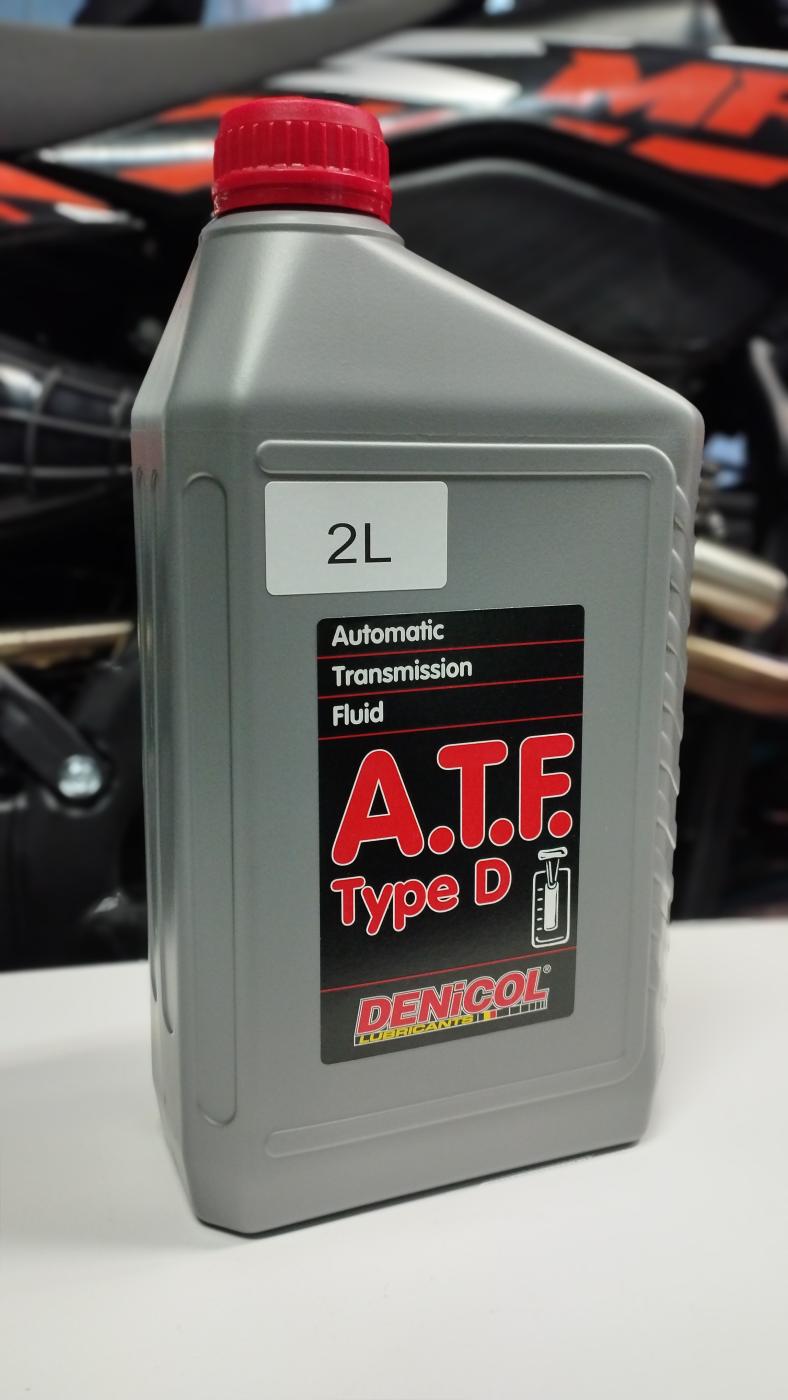 2L
Automatic
Transmission
Fluid
A.T.F.
Type D
DENiCOL®
LUBRICANTS